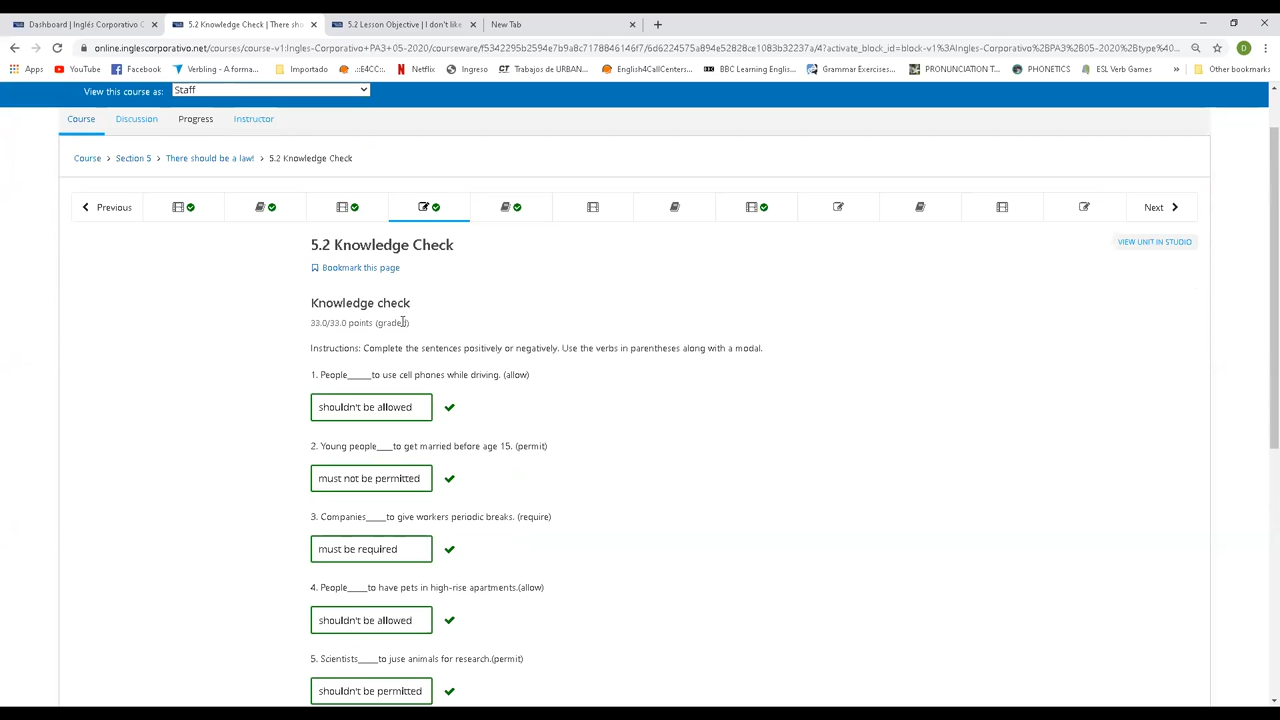 Dashboard | Inglés Corporativo C
5.2 Knowledge Check | There sho
5.2 Lesson Objective | I don't like
New Tab
online.inglescorporativo.net/courses/course-v1:Ingles-Corporativo+PA3+05-2020/courseware/f5342295b2594e7b9a8c7178846146f7/6d6224575a894e52828ce1083b32237a/4?activate_block_id=block-v1%3AIngles-Corporativo%2BPA3%2B05-2020%2Btype%40...
Apps YouTube Facebook Verbling - A forma... Importado .::E4CC::. Netflix Ingreso Trabajos de URBAN... English4CallCenters... BBC Learning Englis... Grammar Exercises... PRONUNCIATION T... PHONETICS ESL Verb Games » Other bookmarks
View this course as: Staff
Course Discussion Progress Instructor
Course > Section 5 > There should be a law! > 5.2 Knowledge Check
Previous Next
5.2 Knowledge Check
VIEW UNIT IN STUDIO
Bookmark this page
Knowledge check
33.0/33.0 points (graded)
Instructions: Complete the sentences positively or negatively. Use the verbs in parentheses along with a modal.
1. People______to use cell phones while driving. (allow)
shouldn't be allowed
2. Young people____to get married before age 15. (permit)
must not be permitted
3. Companies_____to give workers periodic breaks. (require)
must be required
4. People_____to have pets in high-rise apartments.(allow)
shouldn't be allowed
5. Scientists_____to juse animals for research.(permit)
shouldn't be permitted